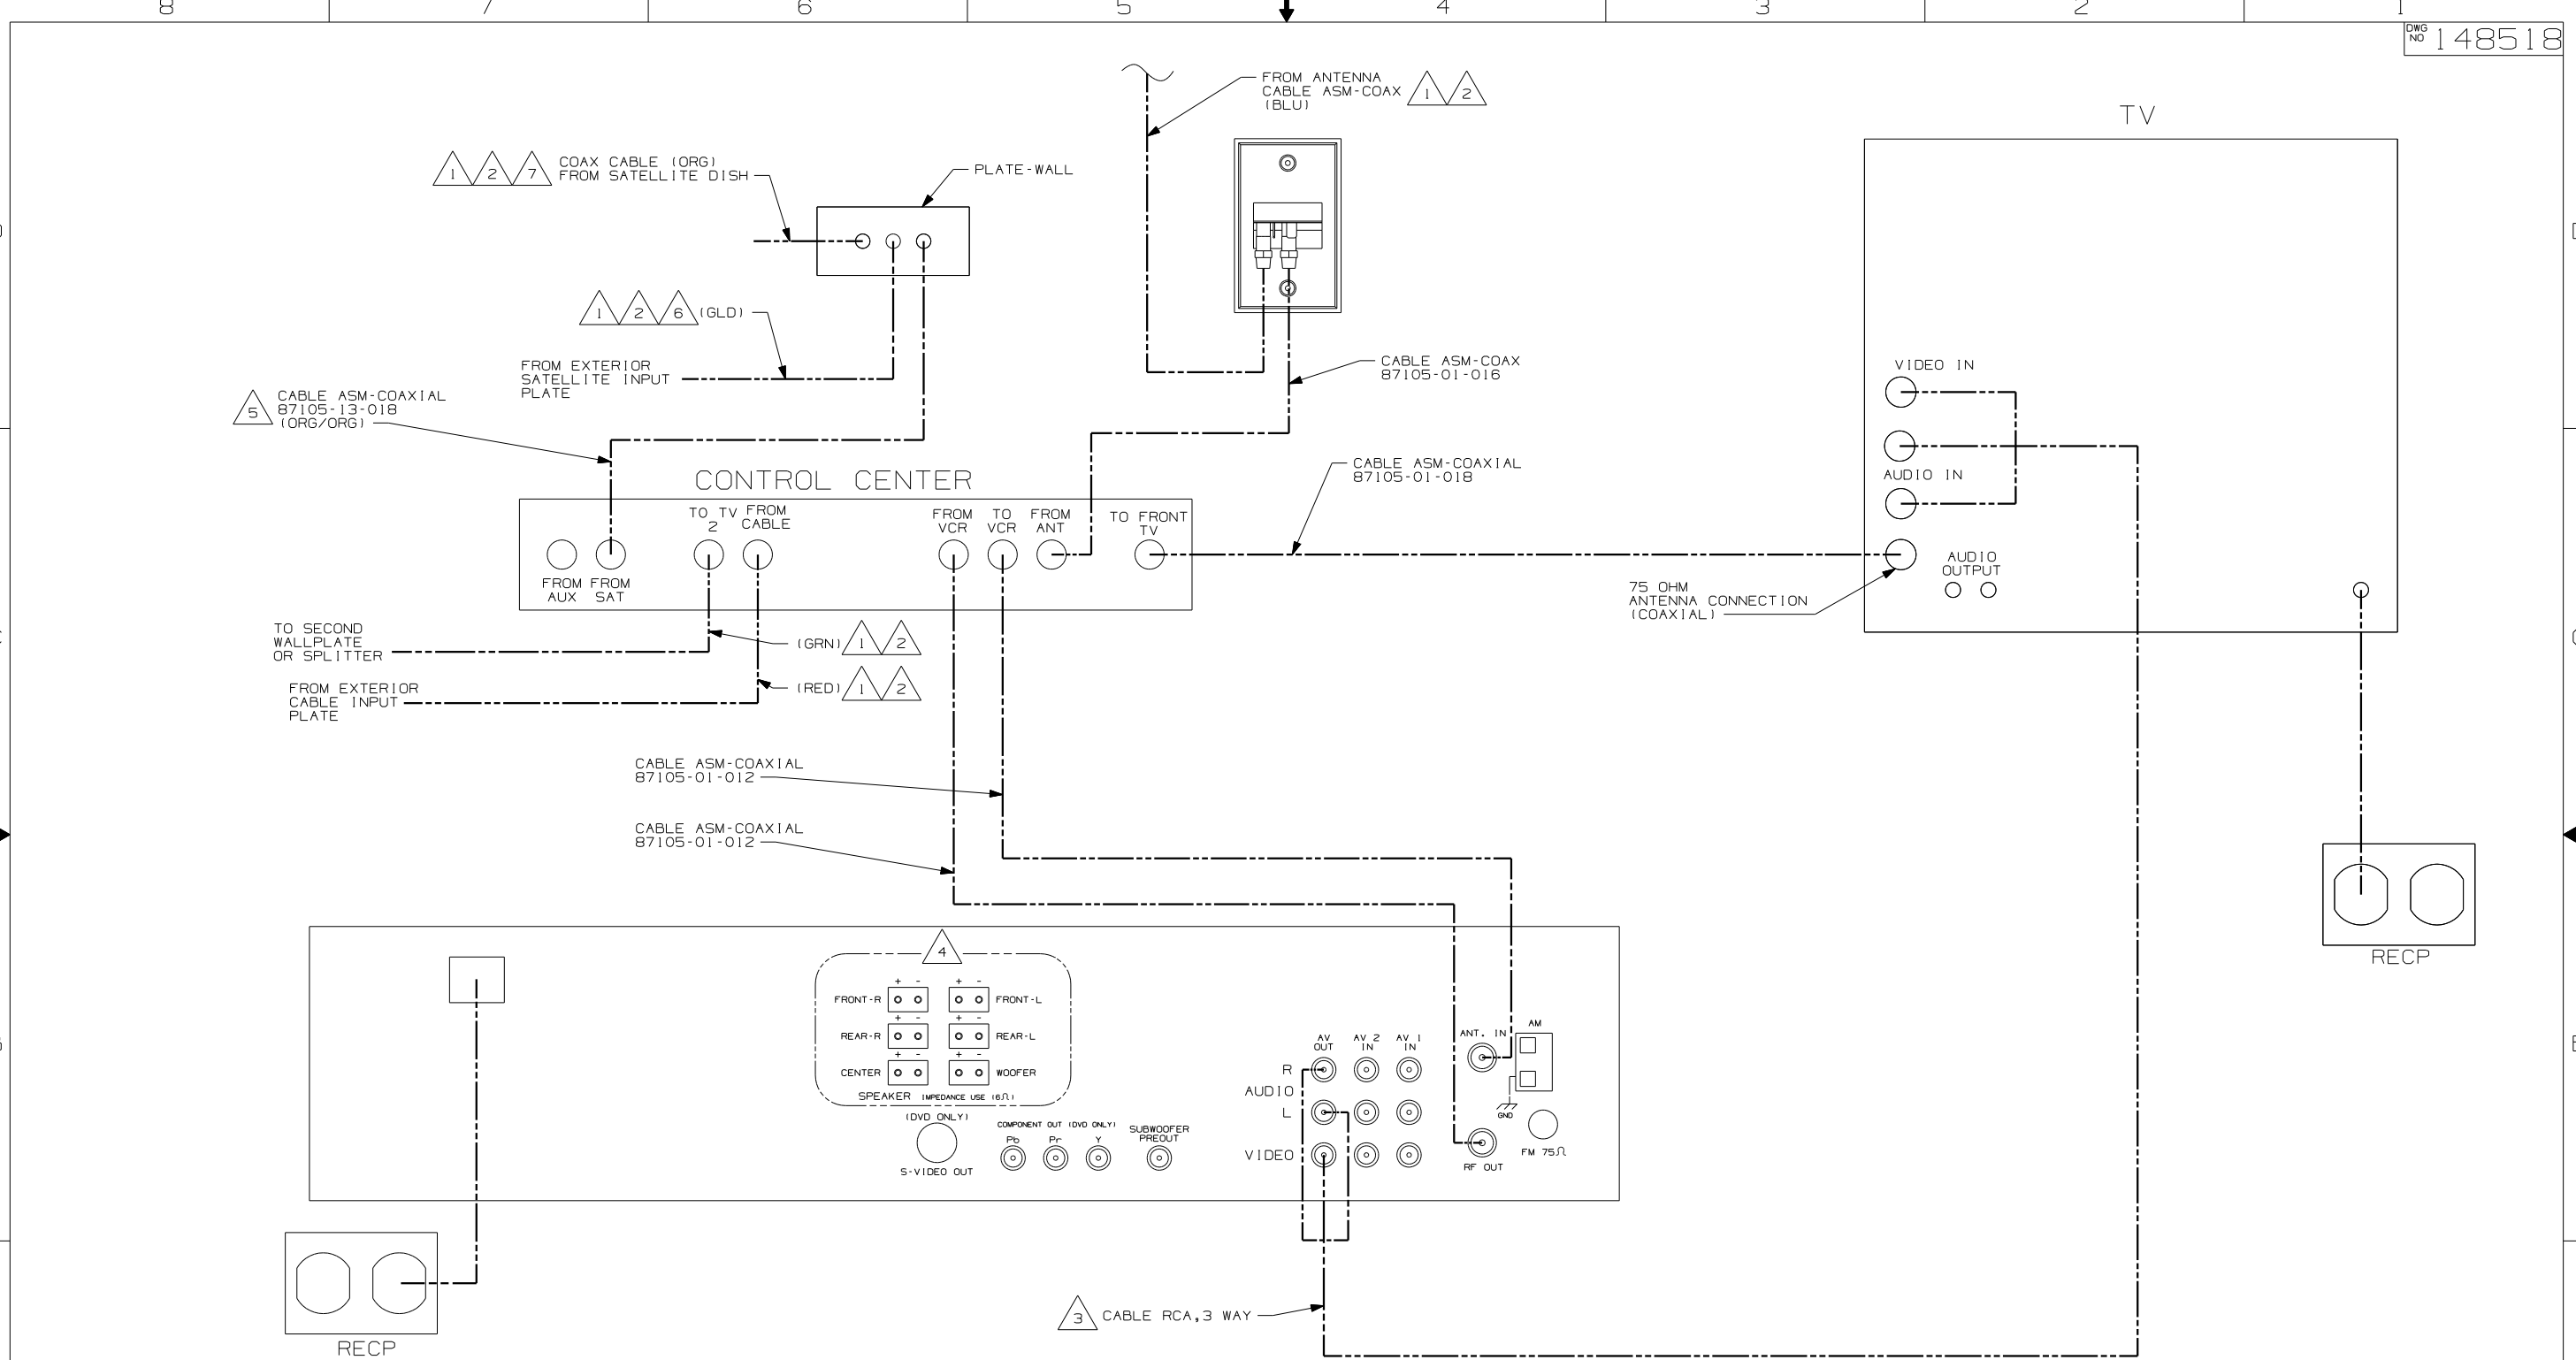 8 7 6 5 4 3 2 1
DWG NO 148518
FROM ANTENNA
CABLE ASM-COAX
(BLU)
1 2
TV
1 2 7
COAX CABLE (ORG)
FROM SATELLITE DISH
PLATE-WALL
1 2 6 (GLD)
FROM EXTERIOR
SATELLITE INPUT
PLATE
CABLE ASM-COAX
87105-01-016
VIDEO IN
5
CABLE ASM-COAXIAL
87105-13-018
(ORG/ORG)
CABLE ASM-COAXIAL
87105-01-018
AUDIO IN
CONTROL CENTER
TO TV
2
FROM
CABLE
FROM
VCR
TO
VCR
FROM
ANT
TO FRONT
TV
FROM
AUX
FROM
SAT
AUDIO
OUTPUT
75 OHM
ANTENNA CONNECTION
(COAXIAL)
TO SECOND
WALLPLATE
OR SPLITTER
(GRN) 1 2
FROM EXTERIOR
CABLE INPUT
PLATE
(RED) 1 2
CABLE ASM-COAXIAL
87105-01-012
CABLE ASM-COAXIAL
87105-01-012
RECP
4
+ - + -
FRONT-R FRONT-L
+ - + -
REAR-R REAR-L
+ - + -
CENTER WOOFER
SPEAKER IMPEDANCE USE (6Ω)
(DVD ONLY)
S-VIDEO OUT
COMPONENT OUT (DVD ONLY)
Pb Pr Y
SUBWOOFER
PREOUT
AV
OUT
AV 2
IN
AV 1
IN
R
AUDIO
L
VIDEO
ANT. IN
AM
GND
FM 75Ω
RF OUT
3 CABLE RCA,3 WAY
RECP